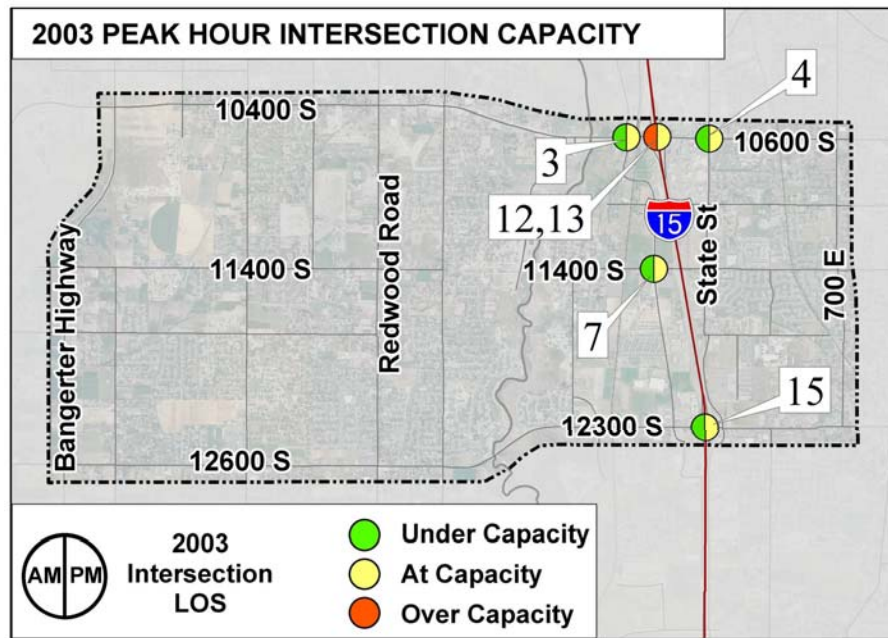 2003 PEAK HOUR INTERSECTION CAPACITY
4
10400 S
10600 S
3
12,13
15
Redwood Road
State St
700 E
Bangerter Highway
11400 S
11400 S
7
15
12300 S
12600 S
AM PM
2003
Intersection
LOS
Under Capacity
At Capacity
Over Capacity